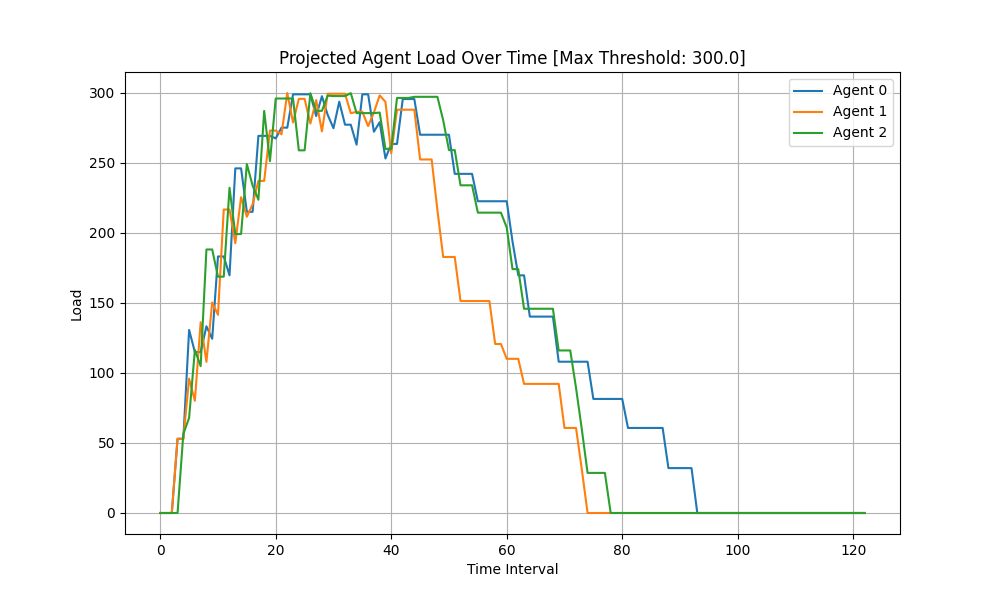 Projected Agent Load Over Time [Max Threshold: 300.0]
Agent 0
Agent 1
Agent 2
Load
300
250
200
150
100
50
0
0 20 40 60 80 100 120
Time Interval